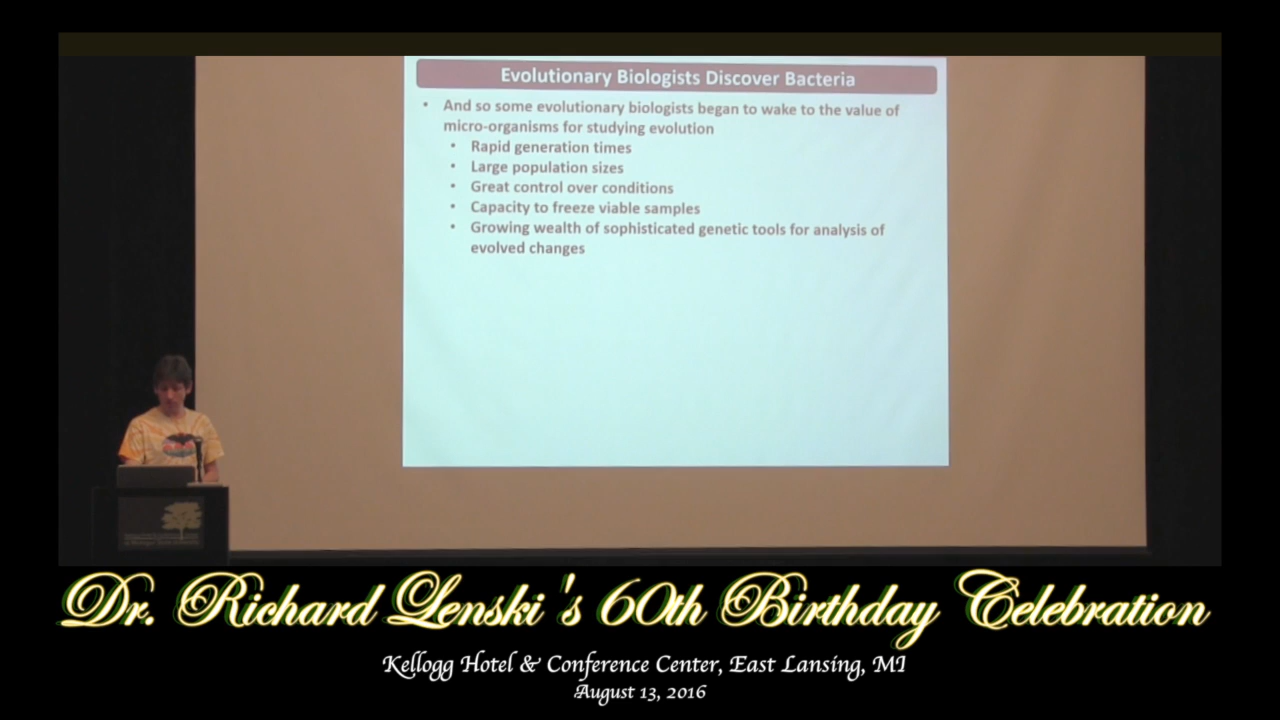 Evolutionary Biologists Discover Bacteria
• And so some evolutionary biologists began to wake to the value of
micro-organisms for studying evolution
• Rapid generation times
• Large population sizes
• Great control over conditions
• Capacity to freeze viable samples
• Growing wealth of sophisticated genetic tools for analysis of
evolved changes
Dr. Richard Lenski's 60th Birthday Celebration
Kellogg Hotel & Conference Center, East Lansing, MI
August 13, 2016